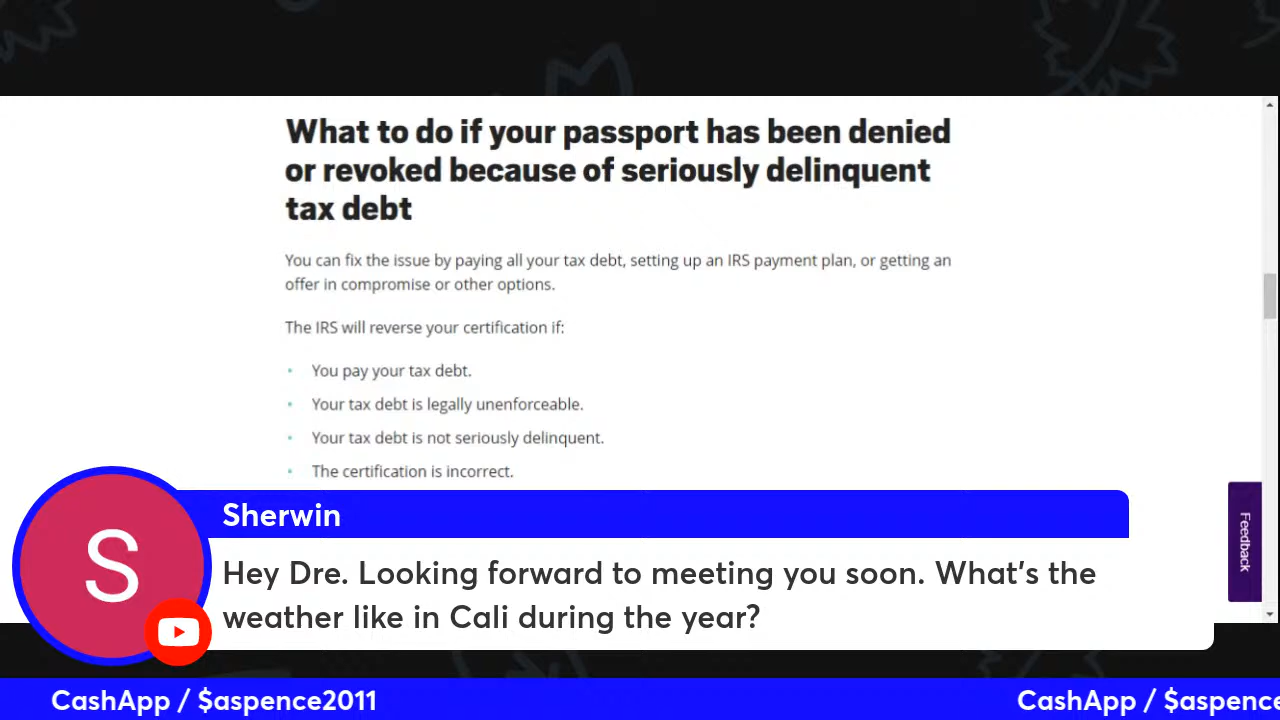 What to do if your passport has been denied
or revoked because of seriously delinquent
tax debt
You can fix the issue by paying all your tax debt, setting up an IRS payment plan, or getting an
offer in compromise or other options.
The IRS will reverse your certification if:
• You pay your tax debt.
• Your tax debt is legally unenforceable.
• Your tax debt is not seriously delinquent.
• The certification is incorrect.
Feedback
S
Sherwin
Hey Dre. Looking forward to meeting you soon. What's the
weather like in Cali during the year?
CashApp / $aspence2011
CashApp / $aspence